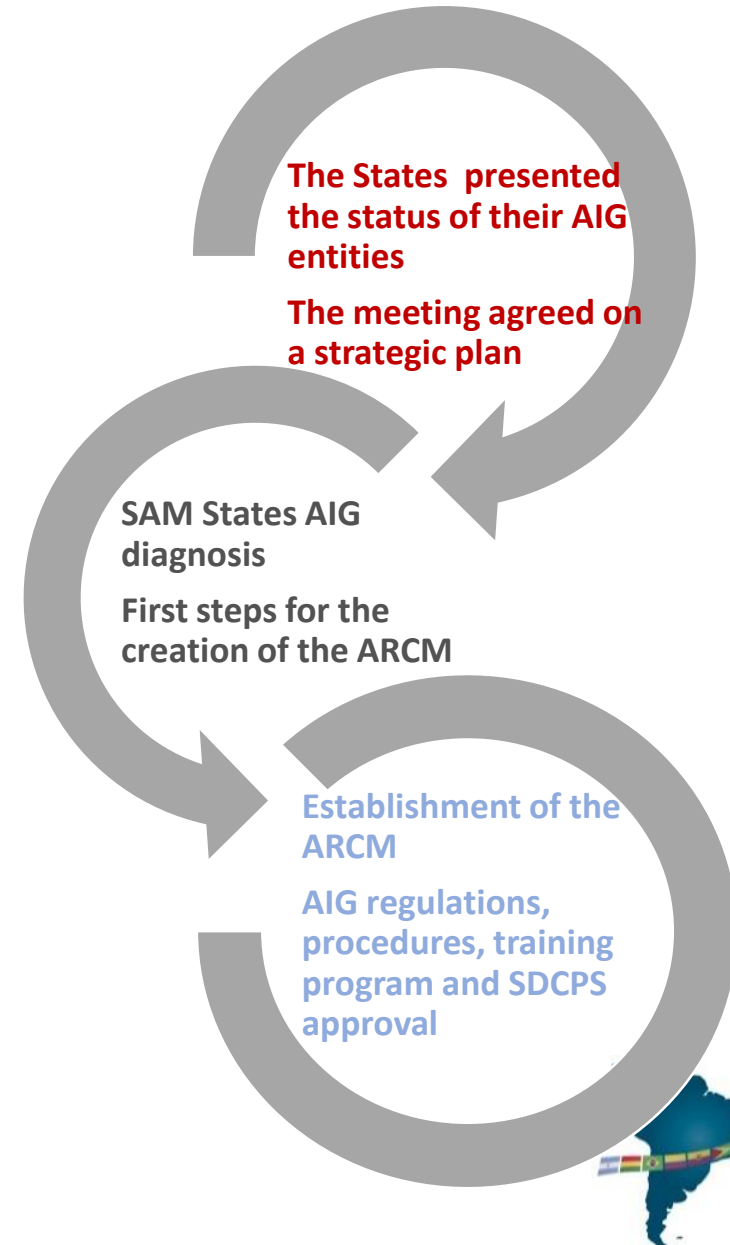 The States  presented
the status of their AIG
entities
The meeting agreed on
a strategic plan
SAM States AIG
diagnosis
First steps for the
creation of the ARCM
Establishment of the
ARCM
AIG regulations,
procedures, training
program and SDCPS
approval